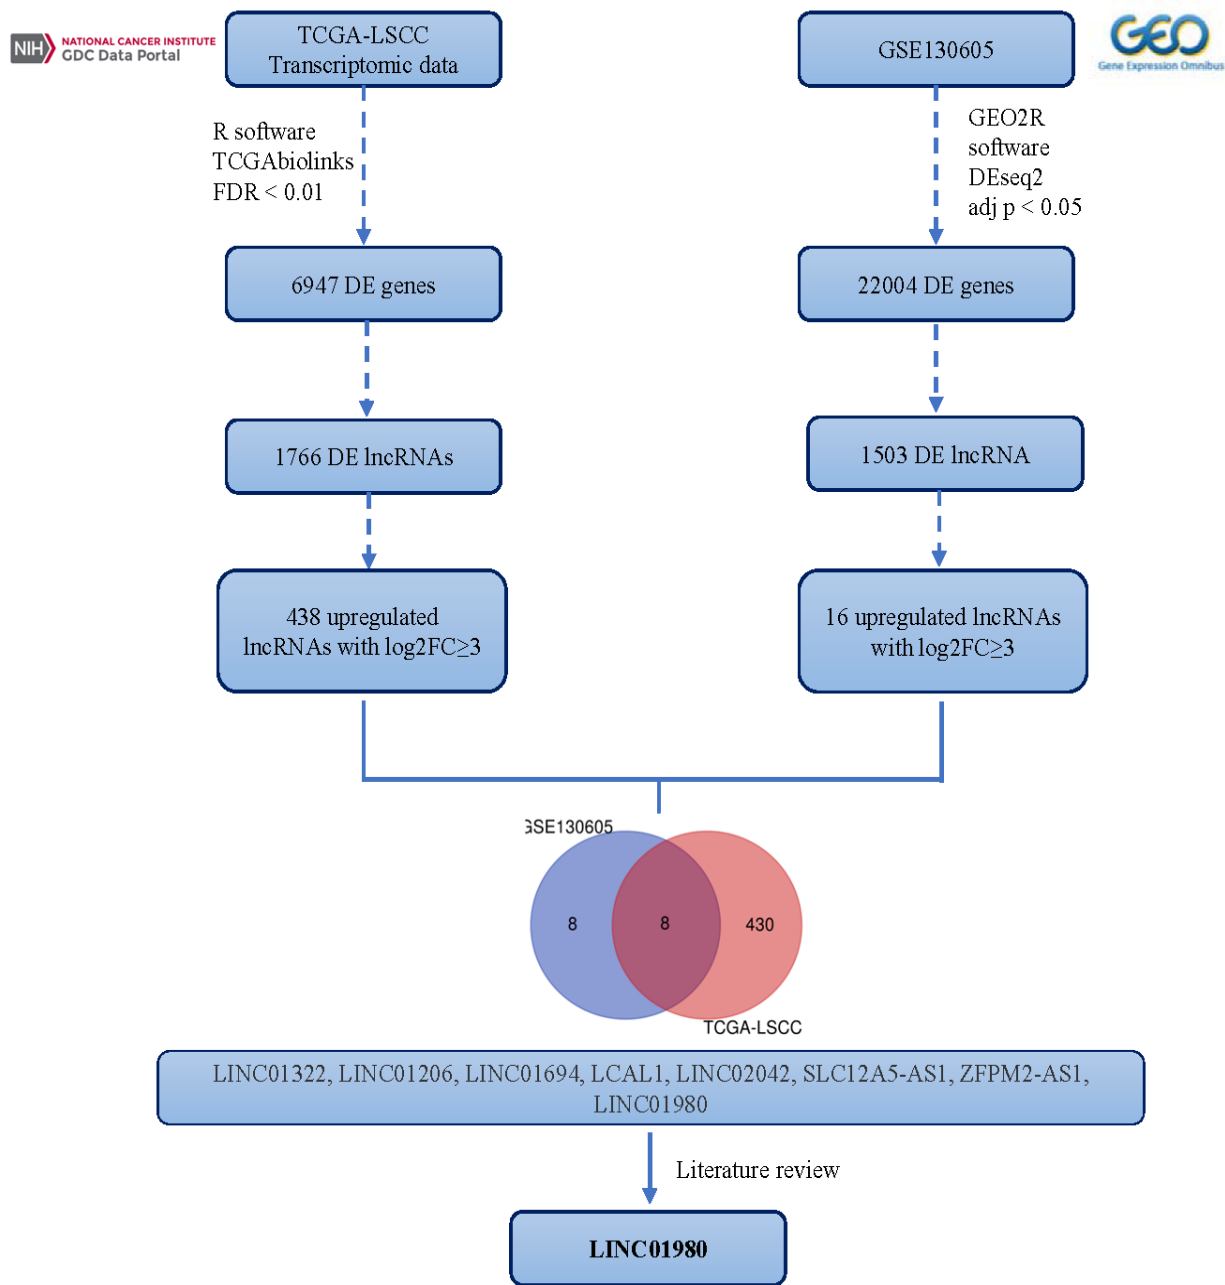 NIH
NATIONAL CANCER INSTITUTE
GDC Data Portal
TCGA-LSCC
Transcriptomic data
GSE130605
GEO
Gene Expression Omnibus
R software
TCGAbiolinks
FDR < 0.01
GEO2R
software
DEseq2
adj p < 0.05
6947 DE genes
22004 DE genes
1766 DE lncRNAs
1503 DE lncRNA
438 upregulated
lncRNAs with log2FC≥3
16 upregulated lncRNAs
with log2FC≥3
GSE130605
8
8
430
TCGA-LSCC
LINC01322, LINC01206, LINC01694, LCAL1, LINC02042, SLC12A5-AS1, ZFPM2-AS1,
LINC01980
Literature review
LINC01980